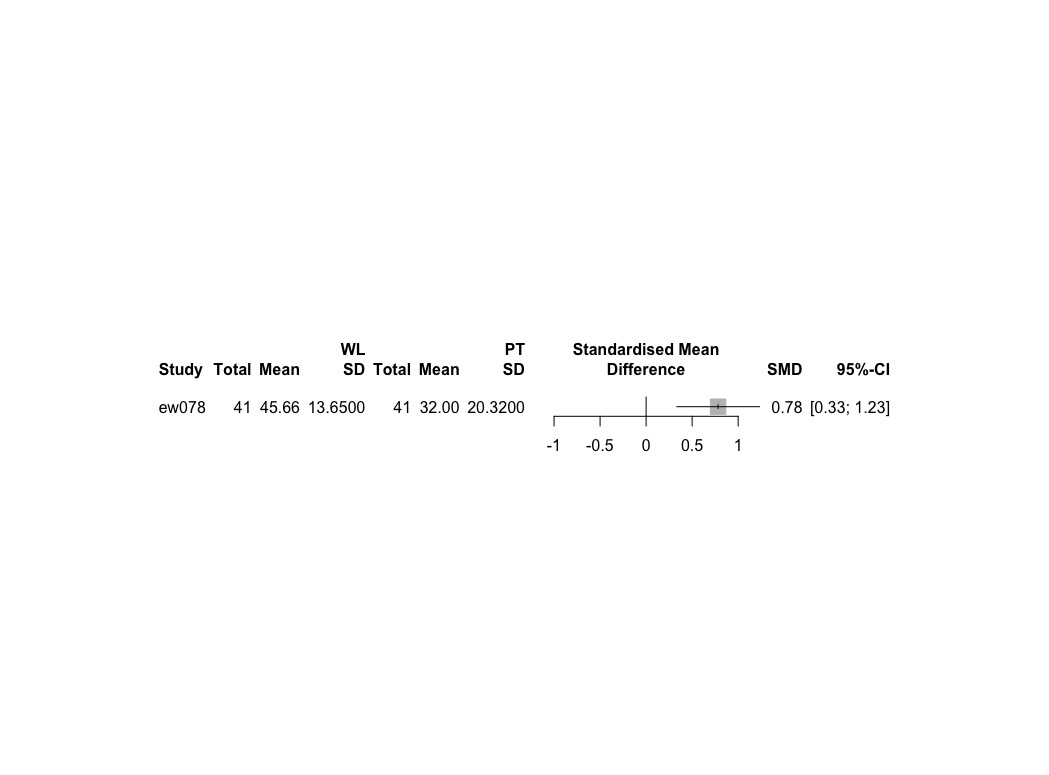 WL PT Standardised Mean
Study Total Mean SD Total Mean SD Difference SMD 95%-CI
ew078 41 45.66 13.6500 41 32.00 20.3200 0.78 [0.33; 1.23]
-1 -0.5 0 0.5 1